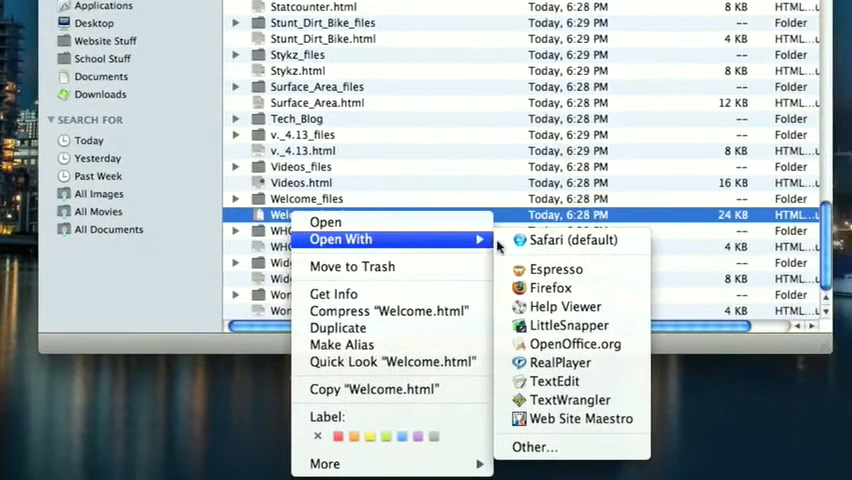 Applications
Desktop
Website Stuff
School Stuff
Documents
Downloads
SEARCH FOR
Today
Yesterday
Past Week
All Images
All Movies
All Documents
Statcounter.html Today, 6:28 PM 8 KB HTML...
Stunt_Dirt_Bike_files Today, 6:29 PM -- Folder
Stunt_Dirt_Bike.html Today, 6:28 PM 4 KB HTML...
Stykz_files Today, 6:29 PM -- Folder
Stykz.html Today, 6:28 PM 8 KB HTML...
Surface_Area_files Today, 6:29 PM -- Folder
Surface_Area.html Today, 6:28 PM 12 KB HTML...
Tech_Blog Today, 6:29 PM -- Folder
v._4.13_files Today, 6:29 PM -- Folder
v._4.13.html Today, 6:28 PM 4 KB HTML...
Videos_files Today, 6:29 PM -- Folder
Videos.html Today, 6:28 PM 16 KB HTML...
Welcome_files Today, 6:29 PM -- Folder
Today, 6:28 PM 24 KB HTML...
-- Folder
4 KB HTML...
-- Folder
8 KB HTML...
-- Folder
4 KB HTML...
Open
Open With
Move to Trash
Get Info
Compress “Welcome.html”
Duplicate
Make Alias
Quick Look “Welcome.html”
Copy “Welcome.html”
Label:
More
Safari (default)
Espresso
Firefox
Help Viewer
LittleSnapper
OpenOffice.org
RealPlayer
TextEdit
TextWrangler
Web Site Maestro
Other...